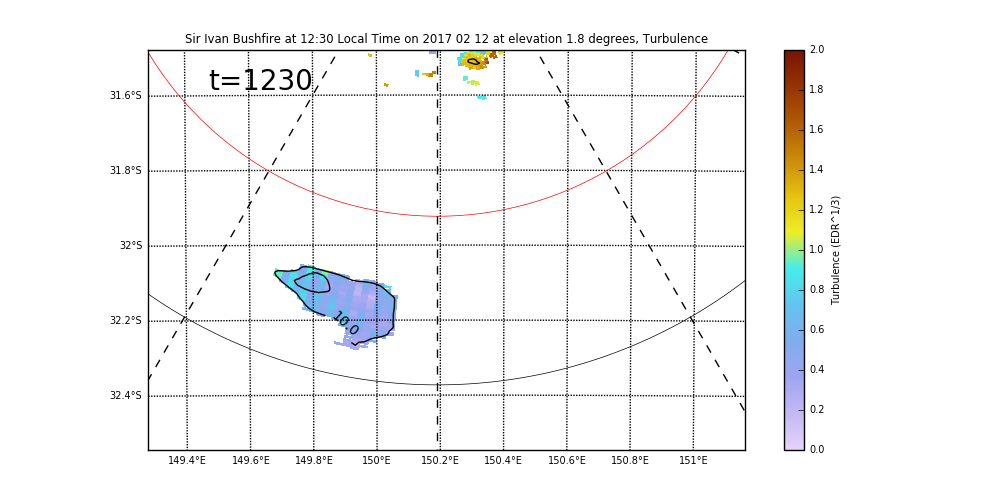 Sir Ivan Bushfire at 12:30 Local Time on 2017 02 12 at elevation 1.8 degrees, Turbulence
t=1230
31.6°S
31.8°S
32°S
32.2°S
32.4°S
10.0
149.4°E 149.6°E 149.8°E 150°E 150.2°E 150.4°E 150.6°E 150.8°E 151°E
2.0
1.8
1.6
1.4
1.2
1.0
0.8
0.6
0.4
0.2
0.0
Turbulence (EDR^1/3)